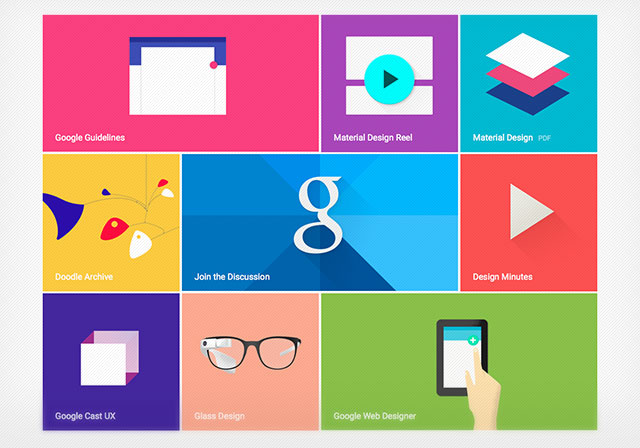 Google Guidelines
Material Design Reel
Material Design PDF
Doodle Archive
g
Join the Discussion
Design Minutes
Google Cast UX
Glass Design
Google Web Designer